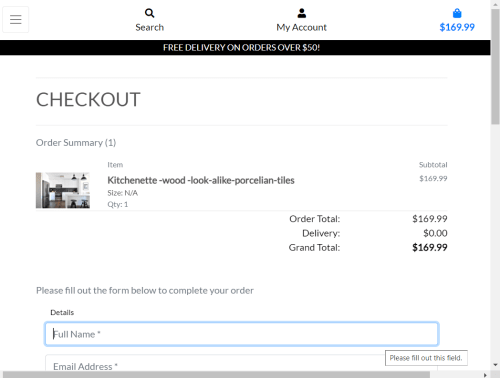 Search
My Account
$169.99
FREE DELIVERY ON ORDERS OVER $50!
CHECKOUT
Order Summary (1)
Item Subtotal
Kitchenette -wood -look-alike-porcelian-tiles $169.99
Size: N/A
Qty: 1
Order Total: $169.99
Delivery: $0.00
Grand Total: $169.99
Please fill out the form below to complete your order
Details
Full Name *
Please fill out this field.
Email Address *